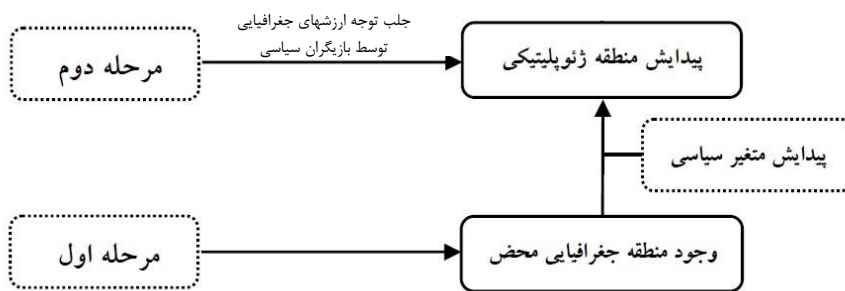 جلب توجه ارزشهای جغرافیایی
توسط بازیگران سیاسی
مرحله دوم
پیدایش منطقه ژئوپلیتیکی
پیدایش متغیر سیاسی
مرحله اول
وجود منطقه جغرافیایی محض